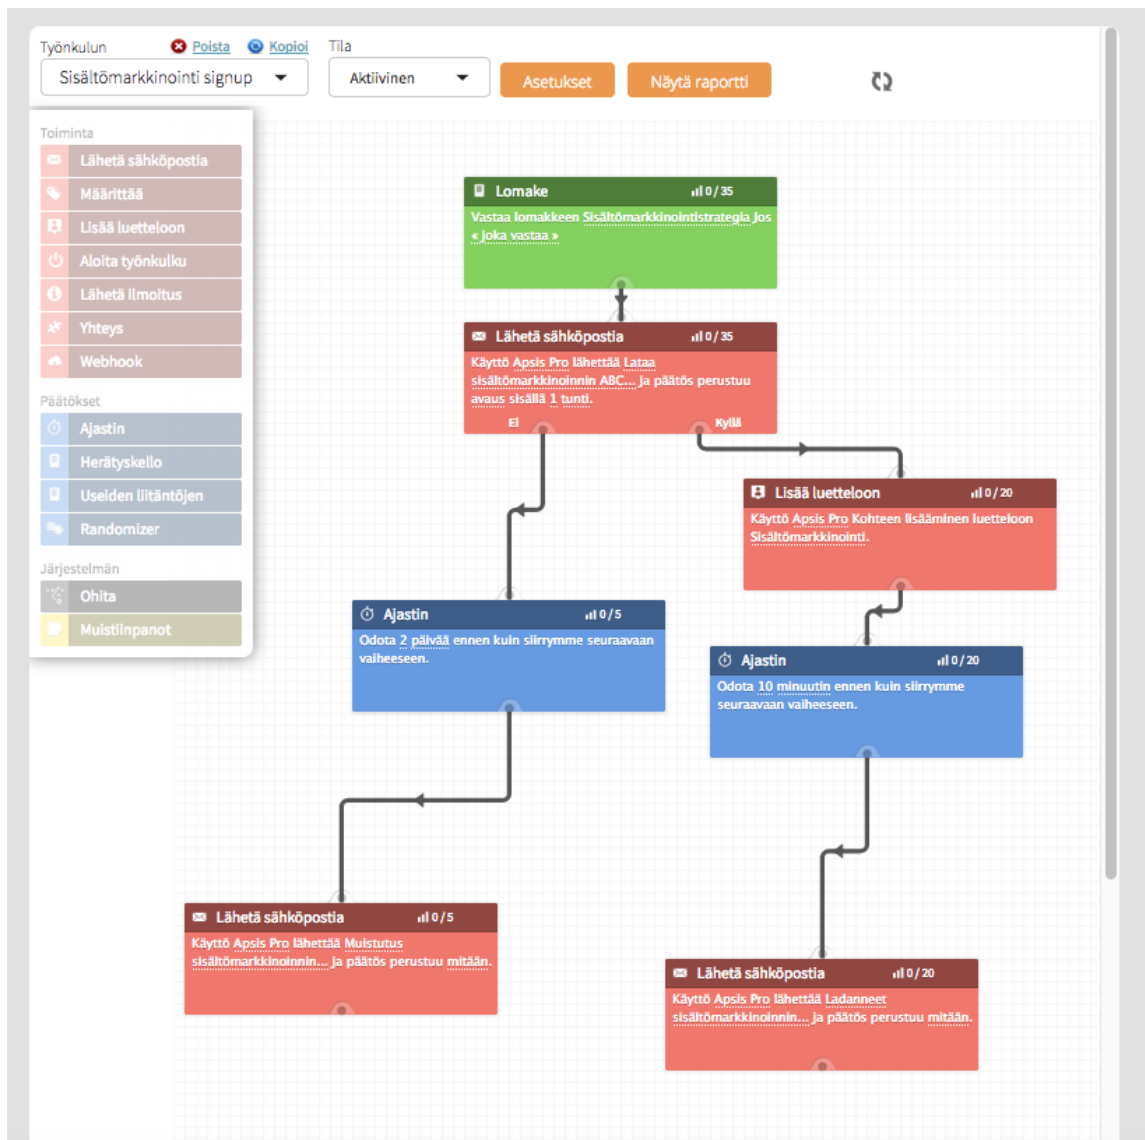 Työnkulun Poista Kopioi Tila
Sisältömarkkinointi signup Aktiivinen Asetukset Näytä raportti
Toiminta
Lähetä sähköpostia
Määrittää
Lisää luetteloon
Aloita työnkulku
Lähetä ilmoitus
Yhteys
Webhook
Päätökset
Ajastin
Herätyskello
Useiden liitäntöjen
Randomizer
Järjestelmän
Ohita
Muistiinpanot
Lomake 0 / 35
Vastaa lomakkeen Sisältömarkkinointistrategia Jos
« joka vastaa »
Lähetä sähköpostia 0 / 35
Käyttö Apsis Pro lähettää Lataa
sisältömarkkinoinnin ABC... ja päätös perustuu
avaus sisällä 1 tunti.
Ei Kyllä
Lisää luetteloon 0 / 20
Käyttö Apsis Pro Kohteen lisääminen luetteloon
Sisältömarkkinointi.
Ajastin 0 / 5
Odota 2 päivää ennen kuin siirrymme seuraavaan
vaiheeseen.
Ajastin 0 / 20
Odota 10 minuutin ennen kuin siirrymme
seuraavaan vaiheeseen.
Lähetä sähköpostia 0 / 5
Käyttö Apsis Pro lähettää Muistutus
sisältömarkkinoinnin... ja päätös perustuu mitään.
Lähetä sähköpostia 0 / 20
Käyttö Apsis Pro lähettää Ladanneet
sisältömarkkinoinnin... ja päätös perustuu mitään.